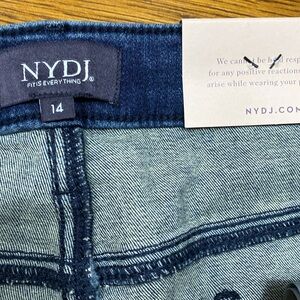 NYDJ®
FIT IS EVERYTHING
14
We cannot be held resp
for any positive reactions
arise while wearing your
NYDJ.COM